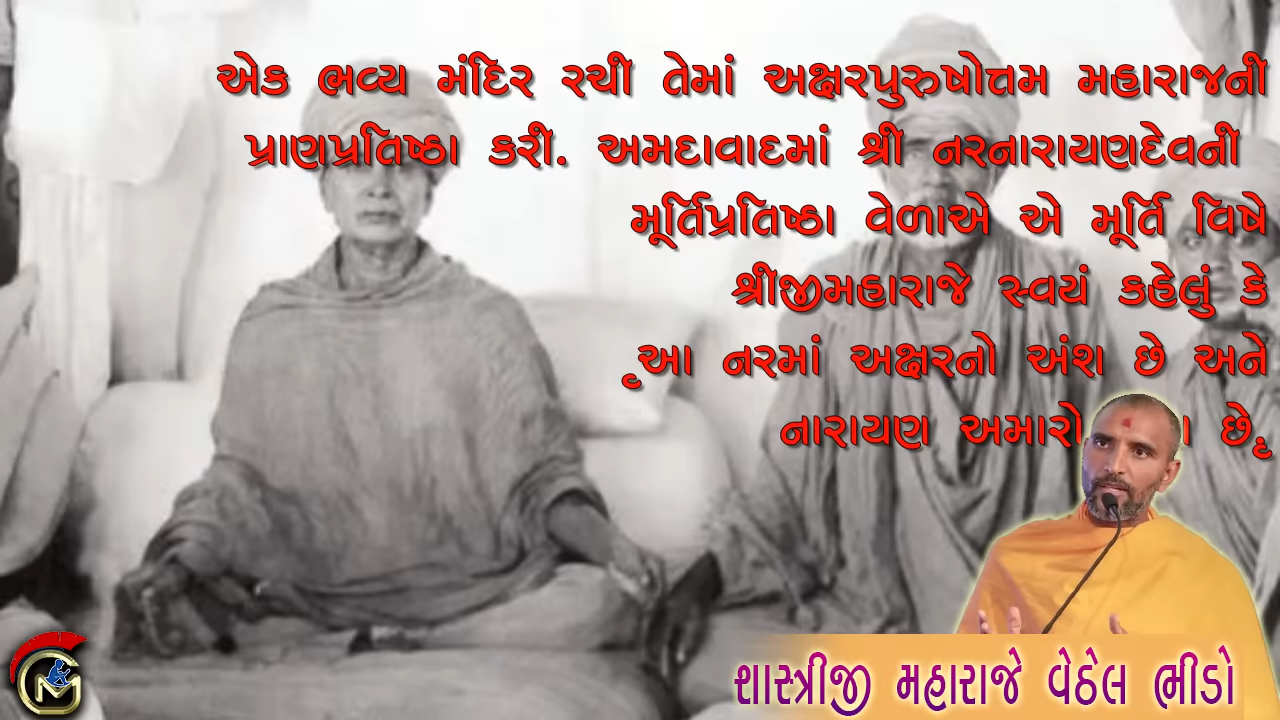 એક ભવ્ય મંદિર રચી તેમાં અક્ષરપુરુષોત્તમ મહારાજની
પ્રાણપ્રતિષ્ઠા કરી. અમદાવાદમાં શ્રી નરનારાયણદેવની
મૂર્તિપ્રતિષ્ઠા વેળાએ એ મૂર્તિ વિષે
શ્રીજીમહારાજે સ્વયં કહેલું કે
ૃઆ નરમાં અક્ષરનો અંશ છે અને
નારાયણ અમારો છેૃ
શાસ્ત્રીજી મહારાજે વેઠેલ ભીડો